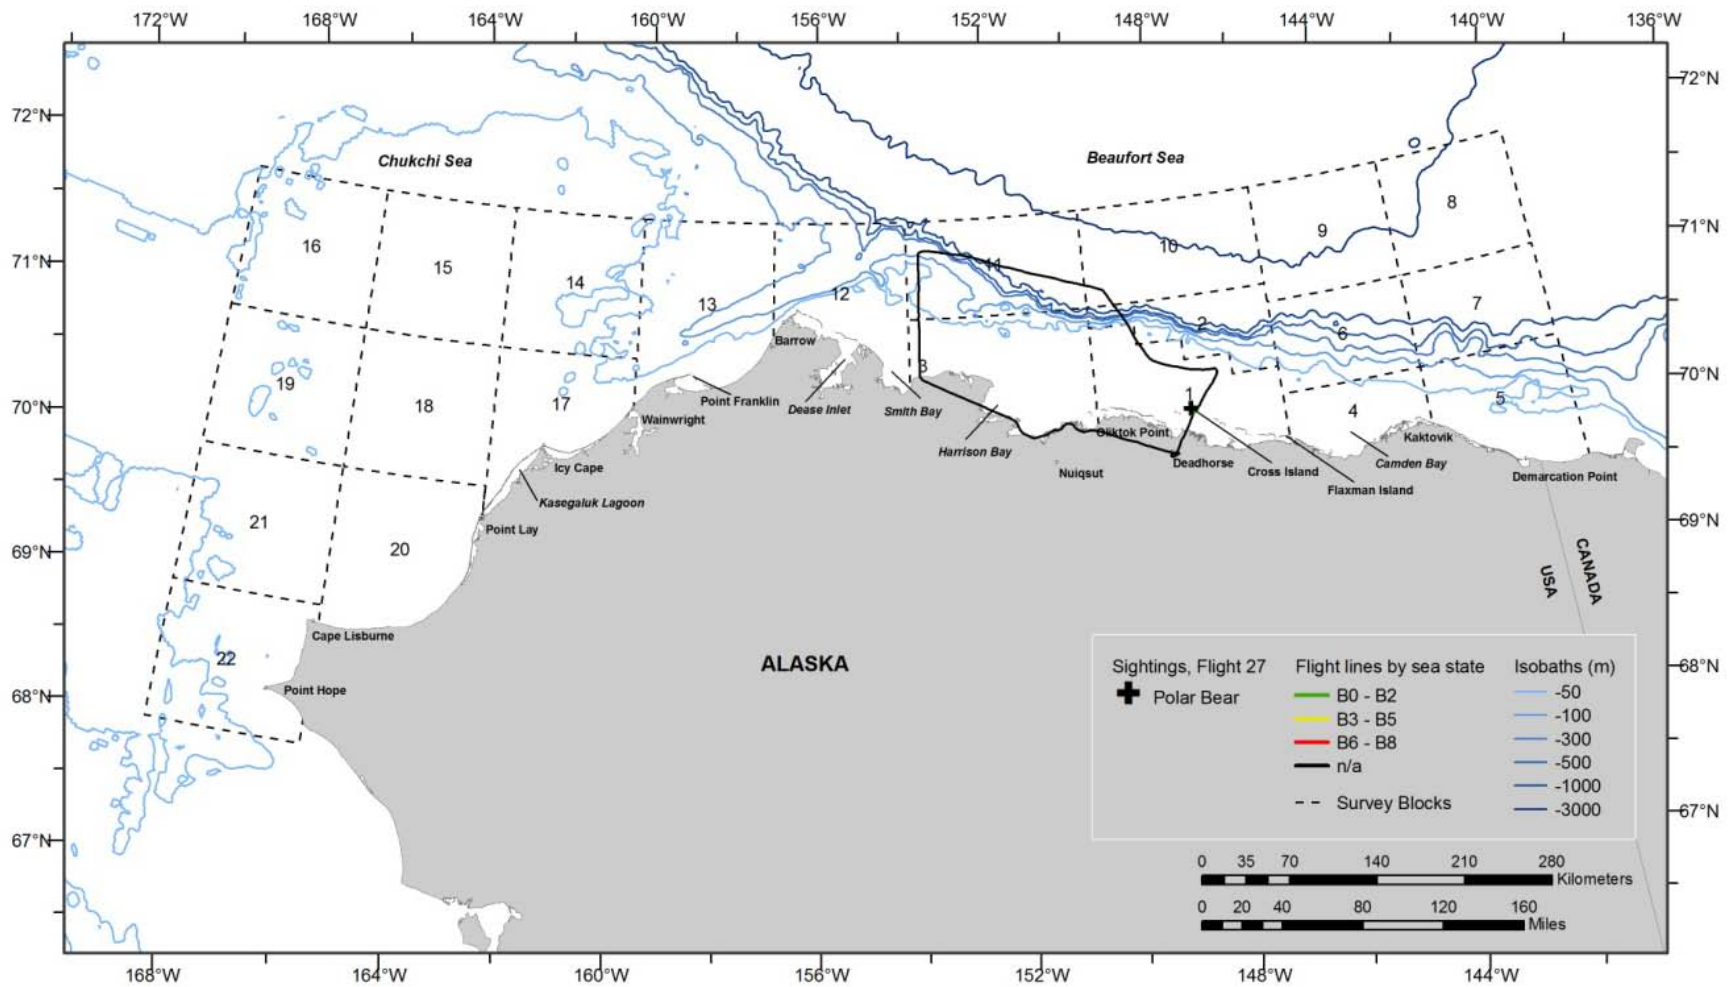 172°W 168°W 164°W 160°W 156°W 152°W 148°W 144°W 140°W 136°W
72°N 72°N
Chukchi Sea
Beaufort Sea
71°N 71°N
16
15
14
13
12
11
10
9
8
7
6
2
3
1
4
5
70°N 70°N
19
18
17
Barrow
Point Franklin
Dease Inlet
Smith Bay
Wainwright
Harrison Bay
Oliktok Point
Nuiqsut
Deadhorse
Cross Island
Flaxman Island
Camden Bay
Kaktovik
Demarcation Point
Icy Cape
Kasegaluk Lagoon
Point Lay
69°N 69°N
21
20
CANADA
USA
Cape Lisburne
22
Point Hope
ALASKA
68°N 68°N
67°N 67°N
Sightings, Flight 27
Polar Bear
Flight lines by sea state
B0 - B2
B3 - B5
B6 - B8
n/a
Survey Blocks
Isobaths (m)
-50
-100
-300
-500
-1000
-3000
0 35 70 140 210 280
Kilometers
0 20 40 80 120 160
Miles
168°W 164°W 160°W 156°W 152°W 148°W 144°W